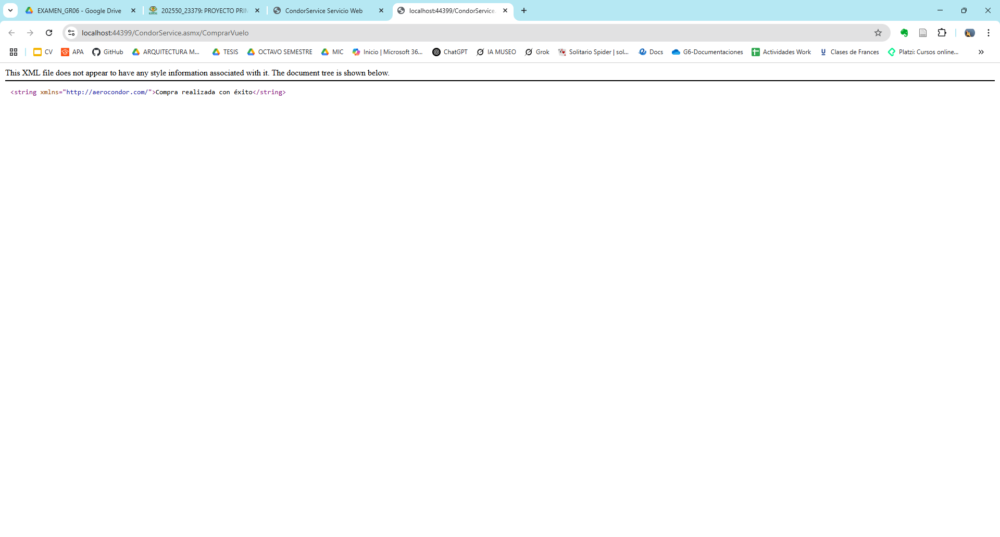 EXAMEN_GR06 - Google Drive
202550_23379: PROYECTO PRIM
CondorService Servicio Web
localhost:44399/CondorService.
localhost:44399/CondorService.asmx/ComprarVuelo
CV
APA
GitHub
ARQUITECTURA M...
TESIS
OCTAVO SEMESTRE
MIC
Inicio | Microsoft 36...
ChatGPT
IA MUSEO
Grok
Solitario Spider | sol...
Docs
G6-Documentaciones
Actividades Work
Clases de Frances
Platzi: Cursos online...
This XML file does not appear to have any style information associated with it. The document tree is shown below.
<string xmlns="http://aerocondor.com/">Compra realizada con éxito</string>